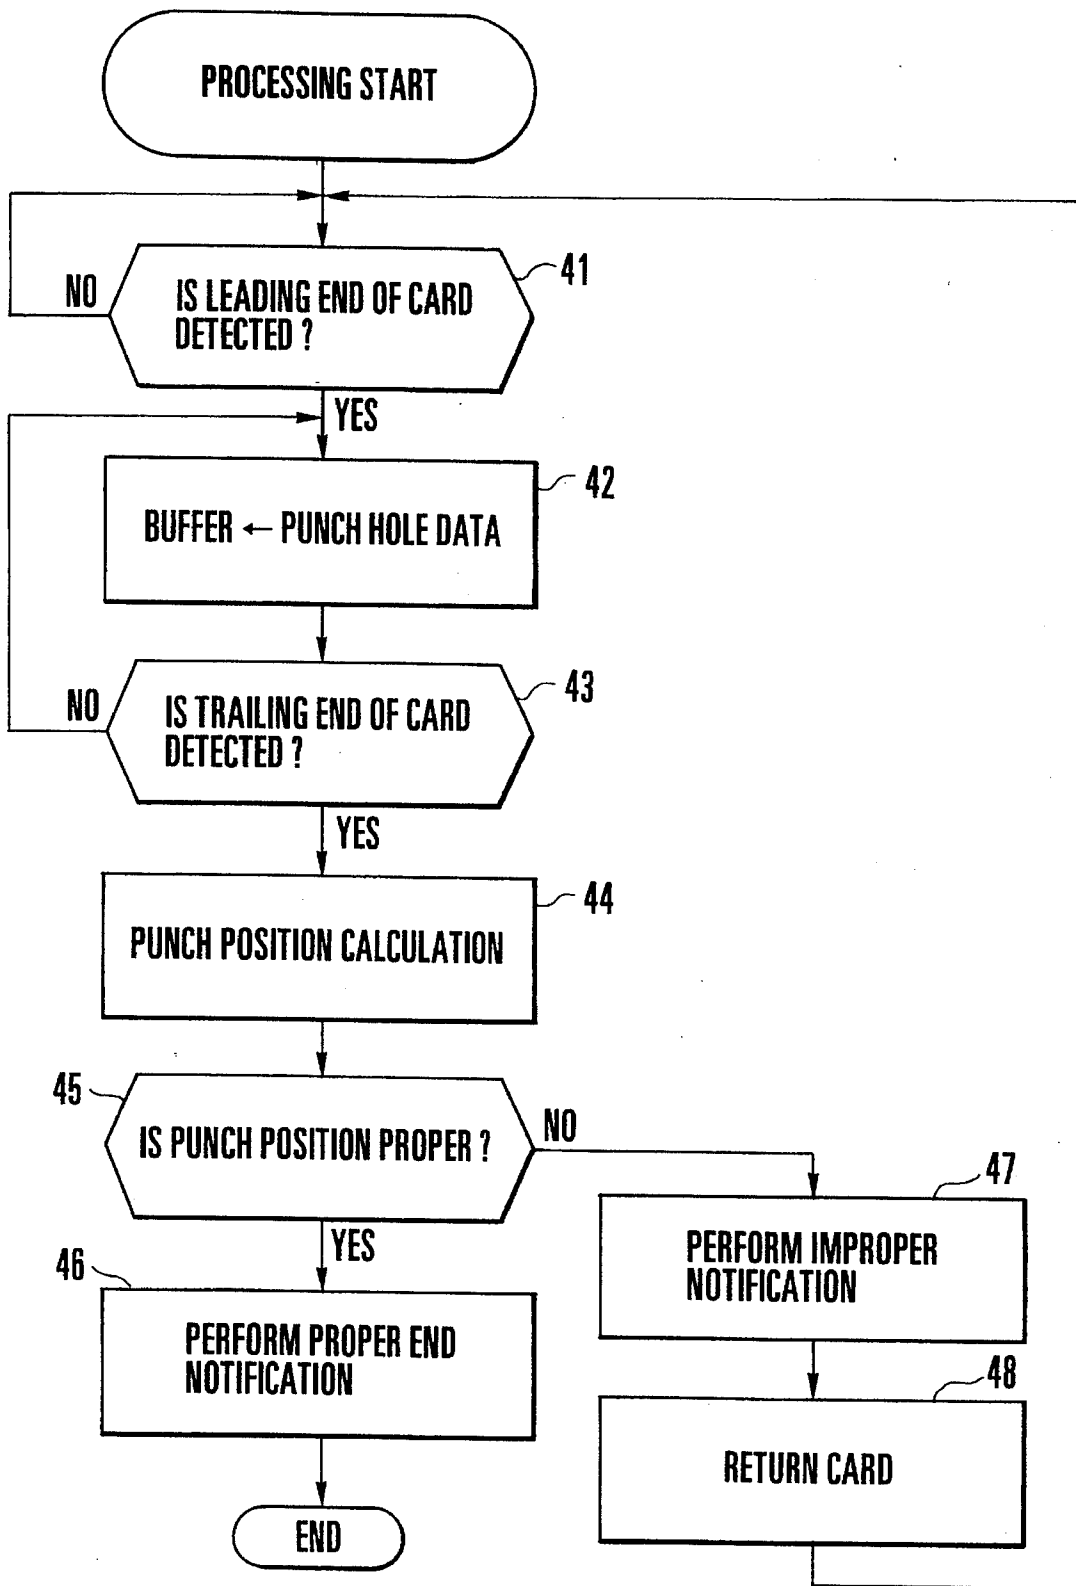 PROCESSING START
NO
IS LEADING END OF CARD
DETECTED ?
41
YES
42
BUFFER ← PUNCH HOLE DATA
43
NO
IS TRAILING END OF CARD
DETECTED ?
YES
44
PUNCH POSITION CALCULATION
45
IS PUNCH POSITION PROPER ?
NO
YES
46
PERFORM PROPER END
NOTIFICATION
47
PERFORM IMPROPER
NOTIFICATION
48
RETURN CARD
END